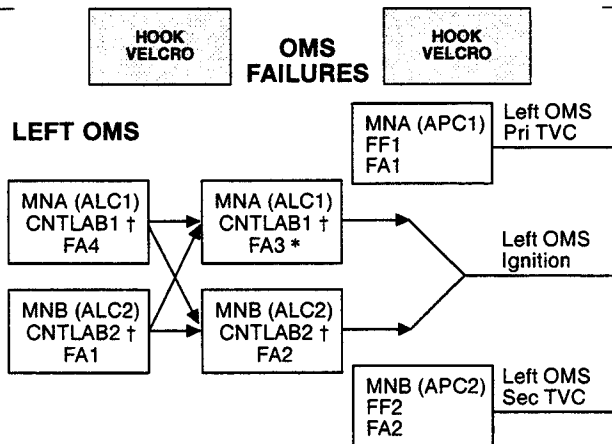 HOOK
VELCRO
OMS
FAILURES
HOOK
VELCRO
LEFT OMS
MNA (APC1)
FF1
FA1
Left OMS
Pri TVC
MNA (ALC1)
CNTLAB1 †
FA4
MNA (ALC1)
CNTLAB1 †
FA3 *
Left OMS
Ignition
MNB (ALC2)
CNTLAB2 †
FA1
MNB (ALC2)
CNTLAB2 †
FA2
MNB (APC2)
FF2
FA2
Left OMS
Sec TVC